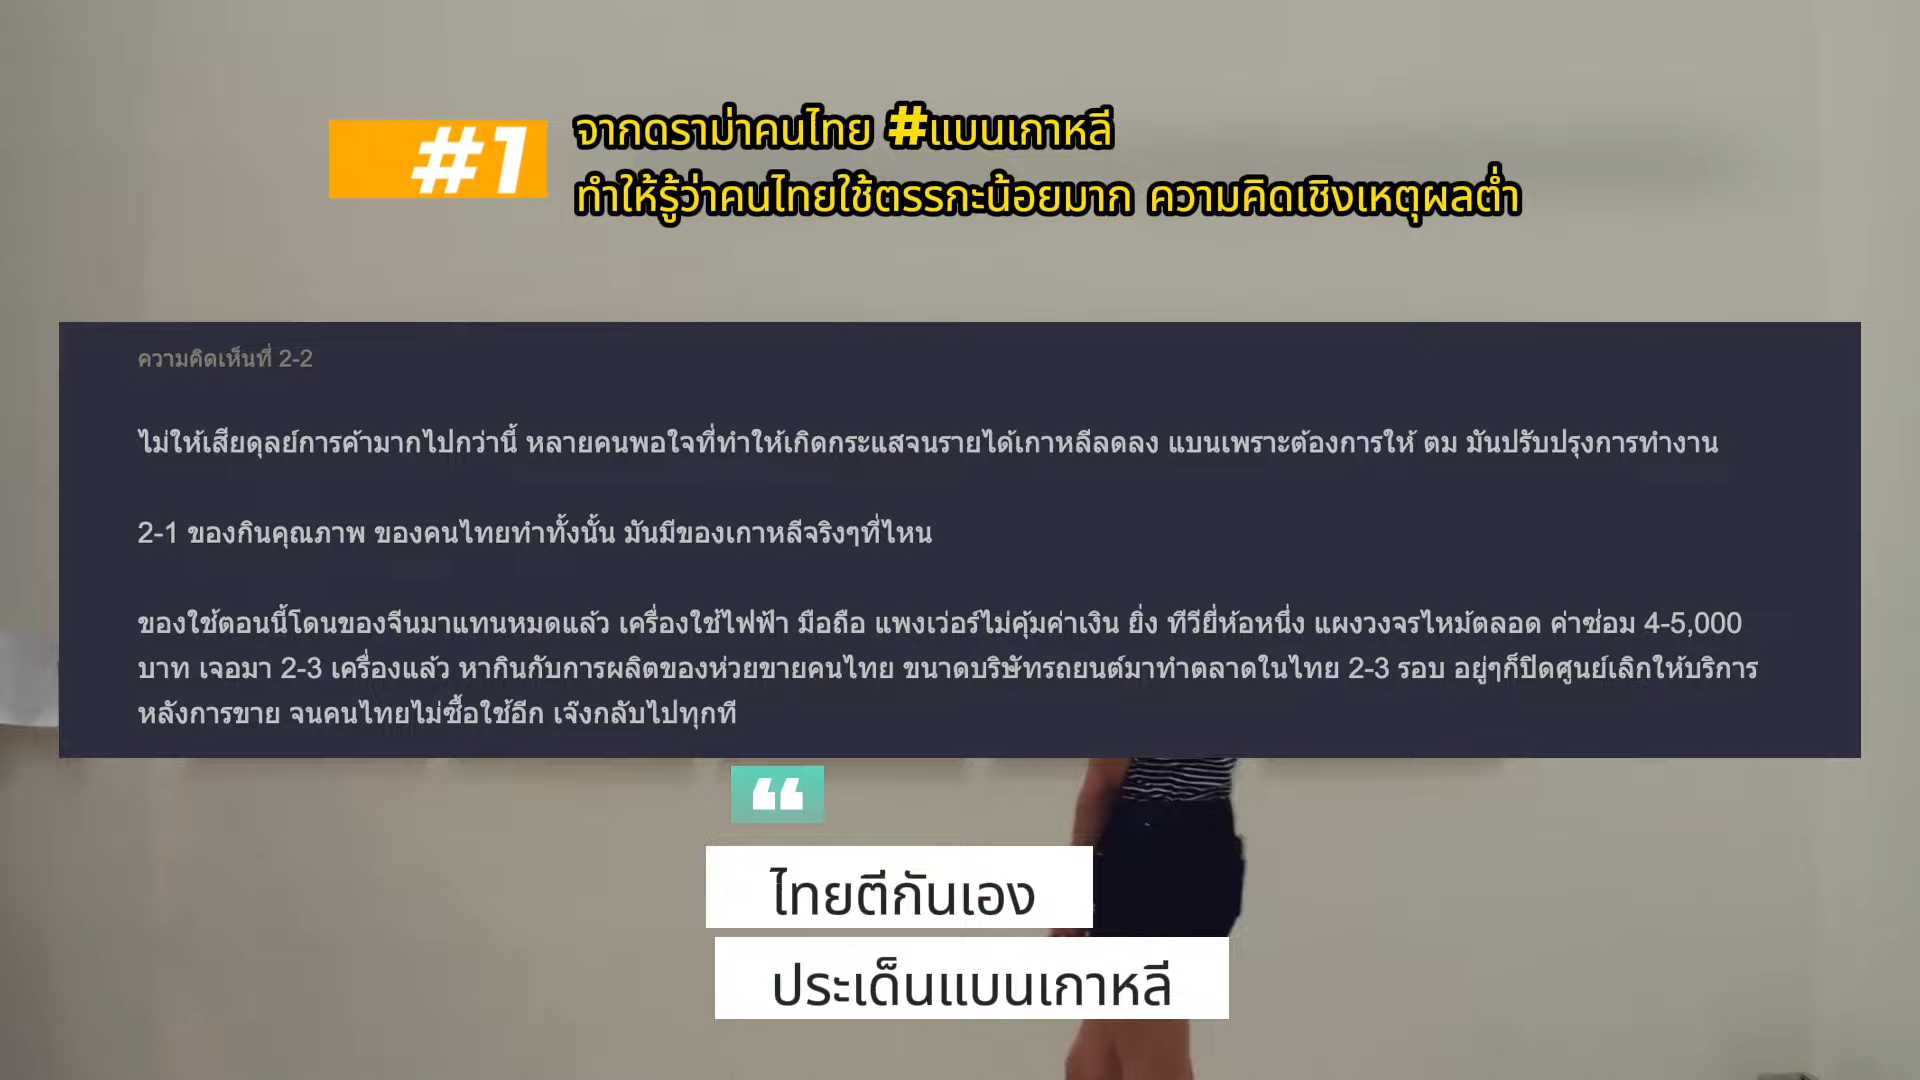 #1
จากดราม่าคนไทย #แบนเกาหลี
ทำให้รู้ว่าคนไทยใช้ตรรกะน้อยมาก ความคิดเชิงเหตุผลต่ำ
ความคิดเห็นที่ 2-2
ไม่ให้เสียดุลย์การค้ามากไปกว่านี้ หลายคนพอใจที่ทำให้เกิดกระแสจนรายได้เกาหลีลดลง แบนเพราะต้องการให้ ตม มันปรับปรุงการทำงาน
2-1 ของกินคุณภาพ ของคนไทยทำทั้งนั้น มันมีของเกาหลีจริงๆที่ไหน
ของใช้ตอนนี้โดนของจีนมาแทนหมดแล้ว เครื่องใช้ไฟฟ้า มือถือ แพงเว่อร์ไม่คุ้มค่าเงิน ยิ่ง ทีวียี่ห้อหนึ่ง แผงวงจรไหม้ตลอด ค่าซ่อม 4-5,000
บาท เจอมา 2-3 เครื่องแล้ว หากินกับการผลิตของห่วยขายคนไทย ขนาดบริษัทรถยนต์มาทำตลาดในไทย 2-3 รอบ อยู่ๆก็ปิดศูนย์เลิกให้บริการ
หลังการขาย จนคนไทยไม่ซื้อใช้อีก เจ๊งกลับไปทุกที
❝
ไทยตีกันเอง
ประเด็นแบนเกาหลี